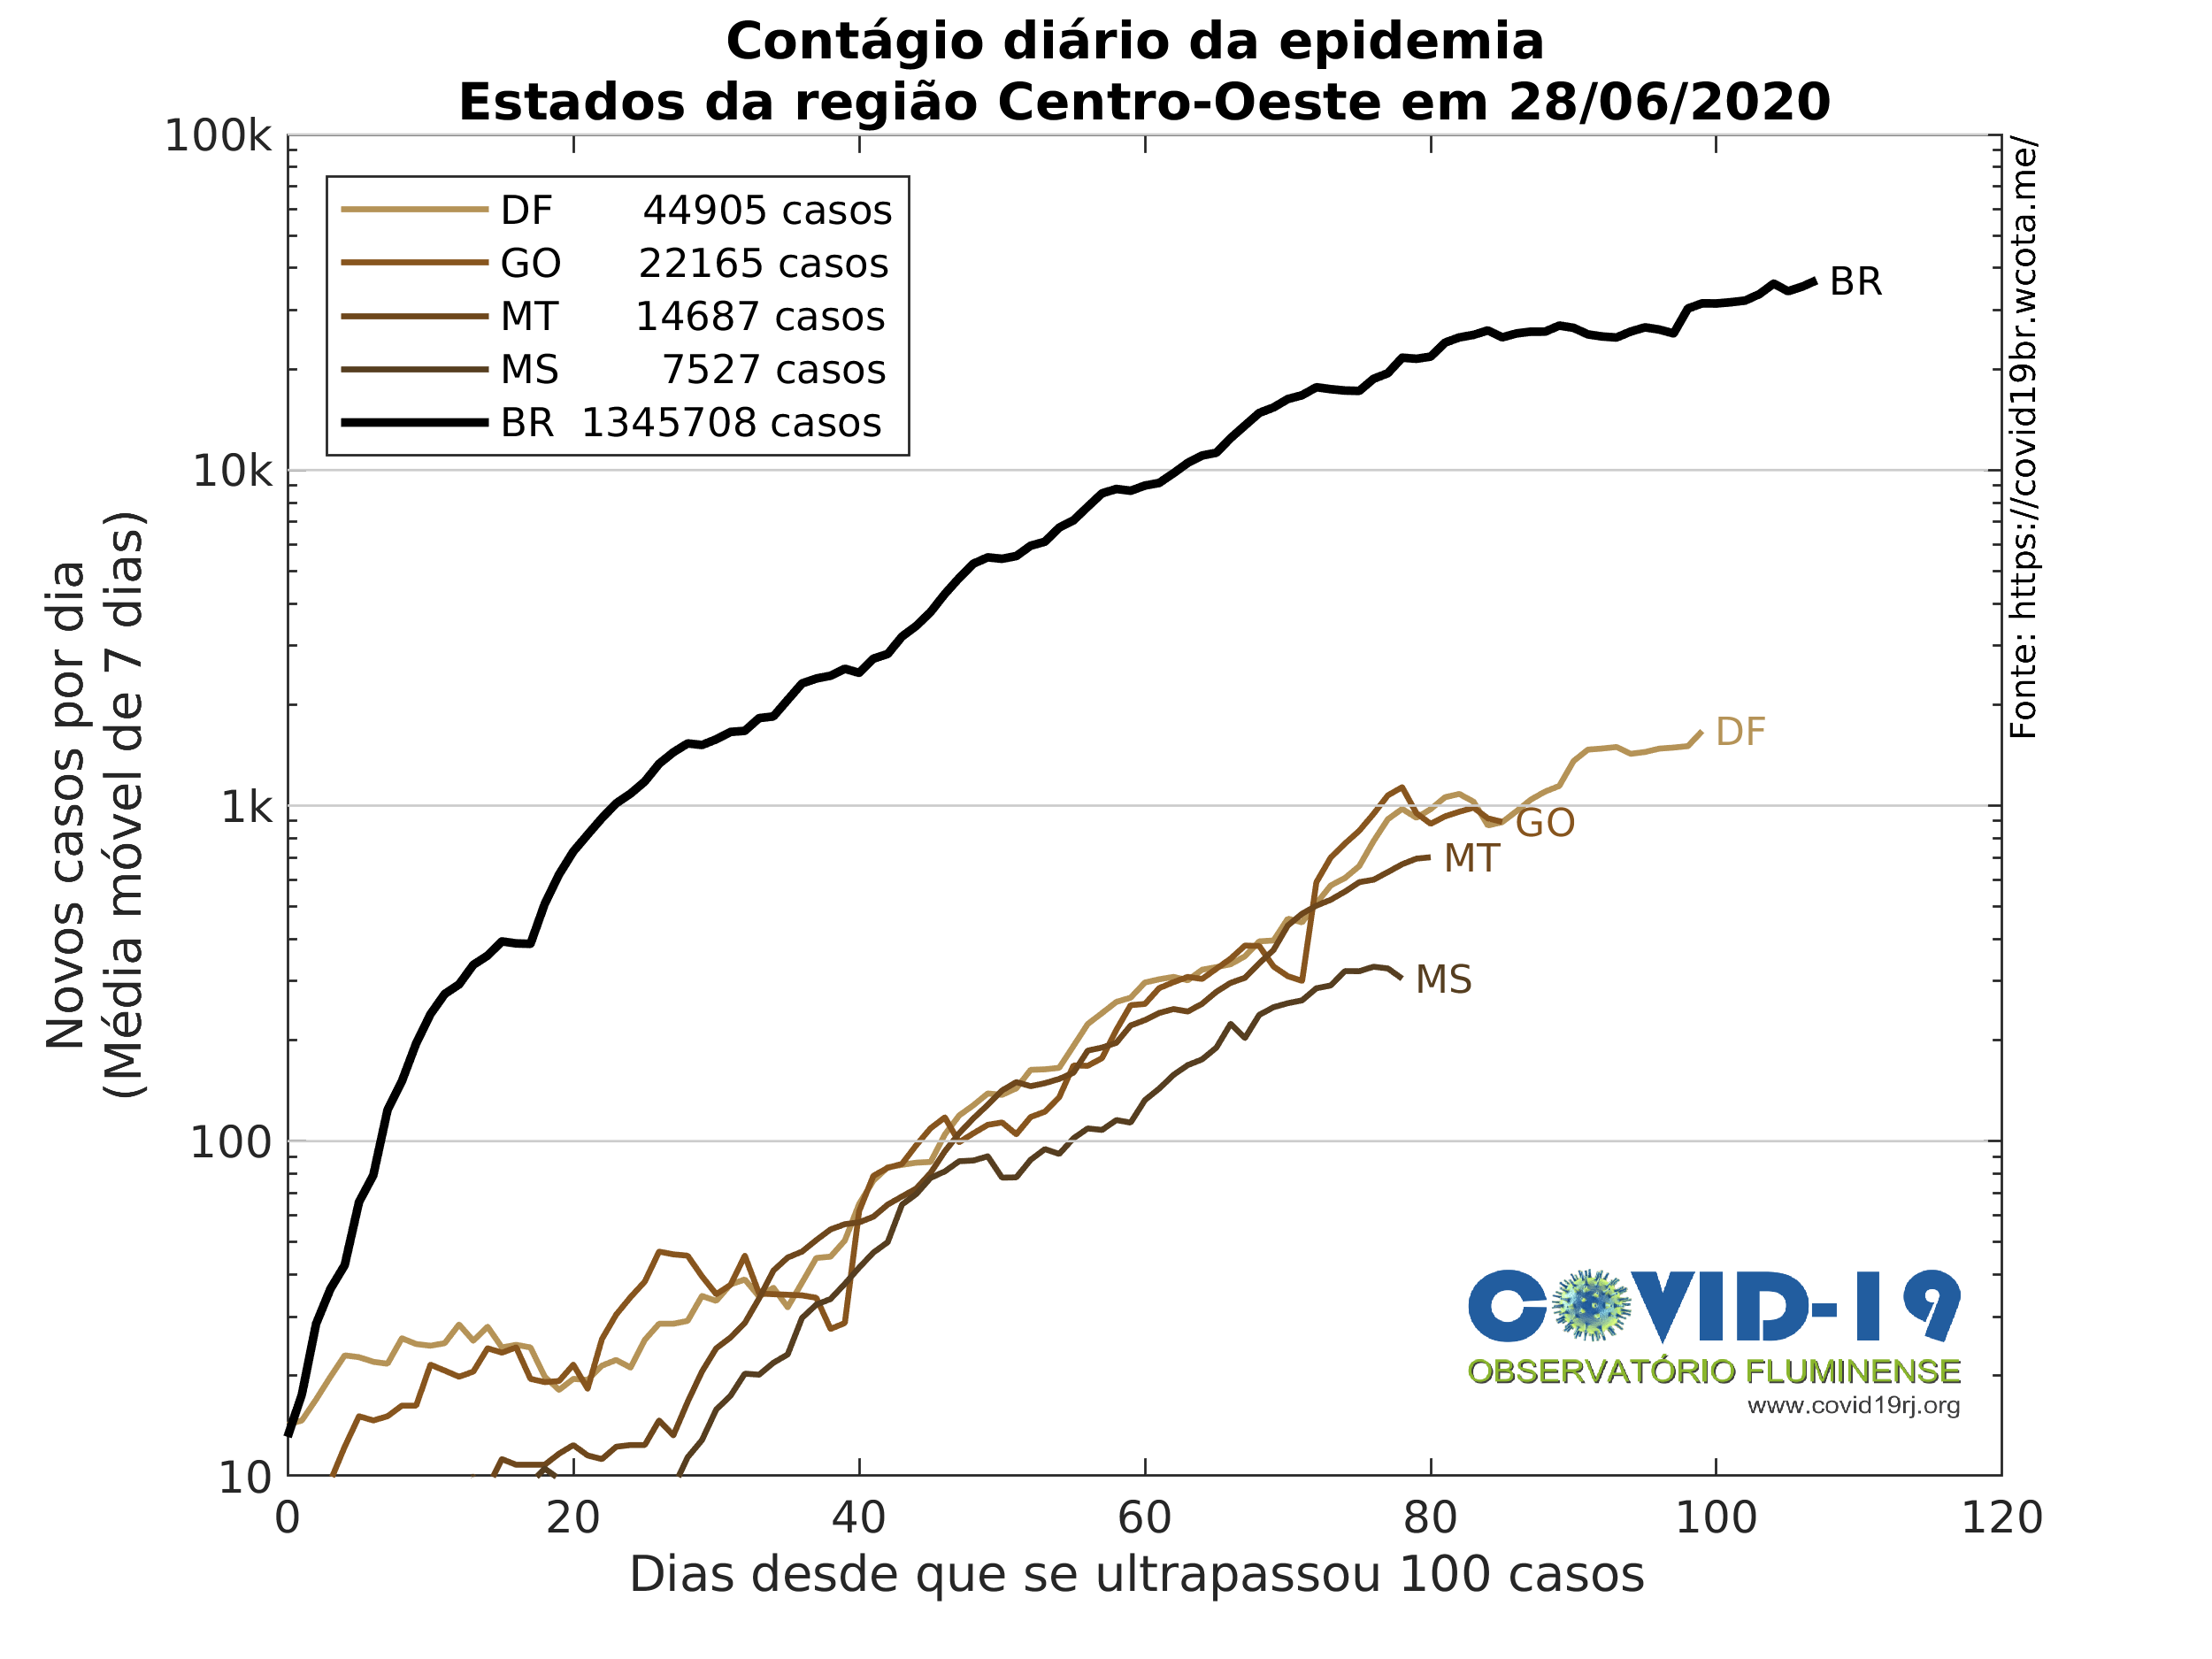 Contágio diário da epidemia
Estados da região Centro-Oeste em 28/06/2020
100k
10k
1k
100
10
Novos casos por dia
(Média móvel de 7 dias)
DF 44905 casos
GO 22165 casos
MT 14687 casos
MS 7527 casos
BR 1345708 casos
BR
DF
GO
MT
MS
Fonte: https://covid19br.wcota.me/
COVID-19
OBSERVATÓRIO FLUMINENSE
www.covid19rj.org
0 20 40 60 80 100 120
Dias desde que se ultrapassou 100 casos